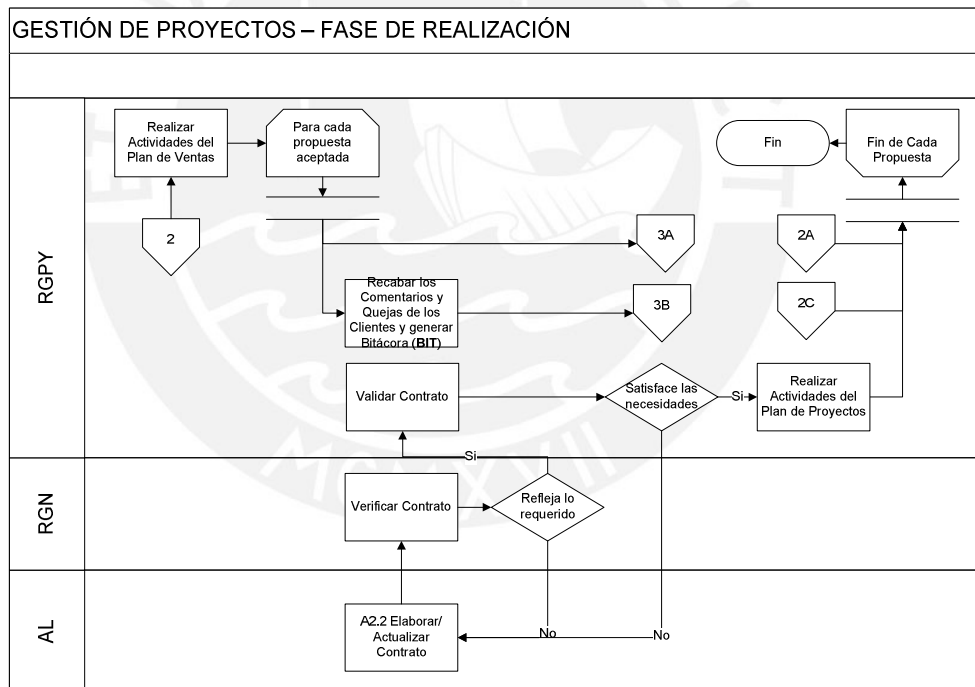 GESTIÓN DE PROYECTOS – FASE DE REALIZACIÓN
RGPY
Realizar
Actividades del
Plan de Ventas
Para cada
propuesta
aceptada
Fin
Fin de Cada
Propuesta
2
3A
2A
Recabar los
Comentarios y
Quejas de los
Clientes y generar
Bitácora (BIT)
3B
2C
Validar Contrato
Satisface las
necesidades
Si
Realizar
Actividades del
Plan de Proyectos
Si
RGN
Verificar Contrato
Refleja lo
requerido
AL
A2.2 Elaborar/
Actualizar
Contrato
No
No